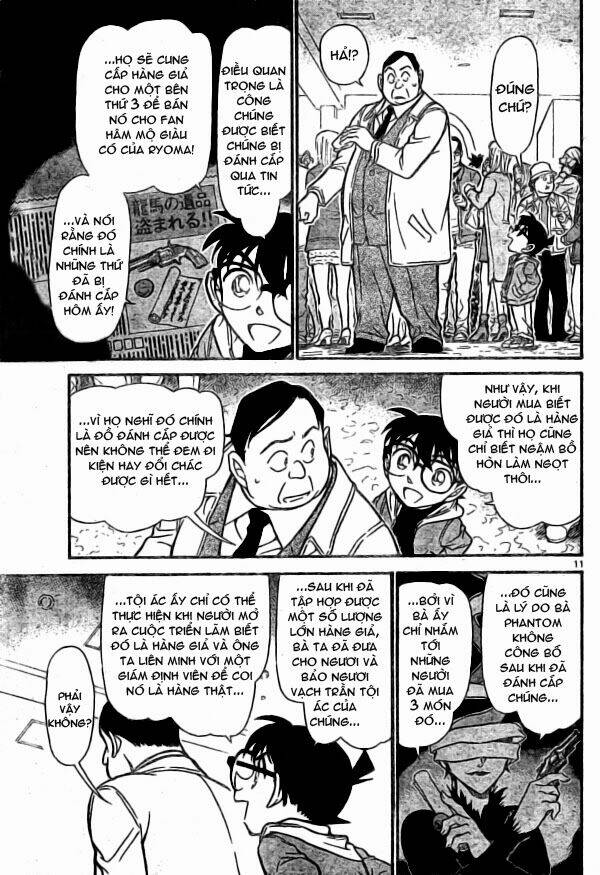 ĐÚNG
CHỨ?
HẢ!?
ĐIỀU QUAN
TRỌNG LÀ
CÔNG
CHÚNG
ĐƯỢC BIẾT
CHÚNG BỊ
ĐÁNH CẮP
QUA TIN
TỨC...
...HỌ SẼ CUNG
CẤP HÀNG GIẢ
CHO MỘT BÊN
THỨ 3 ĐỂ BÁN
NÓ CHO FAN
HÂM MỘ GIÀU
CÓ CỦA RYOMA!
...VÀ NÓI
RẰNG ĐÓ
CHÍNH LÀ
NHỮNG THỨ
ĐÃ BỊ
ĐÁNH CẮP
HÔM ẤY!
龍馬の遺品
盗まれる!!
NHƯ VẬY, KHI
NGƯỜI MUA BIẾT
ĐƯỢC ĐÓ LÀ HÀNG
GIẢ THÌ HỌ CŨNG
CHỈ BIẾT NGẬM BỒ
HÒN LÀM NGỌT
THÔI...
...VÌ HỌ NGHĨ ĐÓ CHÍNH
LÀ ĐỒ ĐÁNH CẮP ĐƯỢC
NÊN KHÔNG THỂ ĐEM ĐI
KIỆN HAY ĐỔI CHÁC
ĐƯỢC GÌ HẾT...
11
...ĐÓ CŨNG
LÀ LÝ DO BÀ
PHANTOM
KHÔNG
CÔNG BỐ
SAU KHI ĐÃ
ĐÁNH CẮP
CHÚNG...
...BỞI VÌ
BÀ ẤY CHỈ NHẮM
TỚI
NHỮNG
NGƯỜI ĐÃ
ĐÃ MUA
3 MÓN
ĐÓ...
...SAU KHI ĐÃ
TẬP HỢP ĐƯỢC
MỘT SỐ LƯỢNG
LỚN HÀNG GIẢ,
BÀ TA ĐÃ ĐƯA
CHO NGƯƠI VÀ
BẢO NGƯƠI
VẠCH TRẦN TỘI
ÁC CỦA
CHÚNG...
...TỘI ÁC ẤY CHỈ CÓ THỂ
THỰC HIỆN KHI NGƯỜI MỞ
RA CUỘC TRIỂN LÃM BIẾT
ĐÓ LÀ HÀNG GIẢ VÀ ÔNG
TA LIÊN MINH VỚI MỘT
GIÁM ĐỊNH VIÊN ĐỂ COI
NÓ LÀ HÀNG THẬT...
PHẢI
VẬY
KHÔNG?